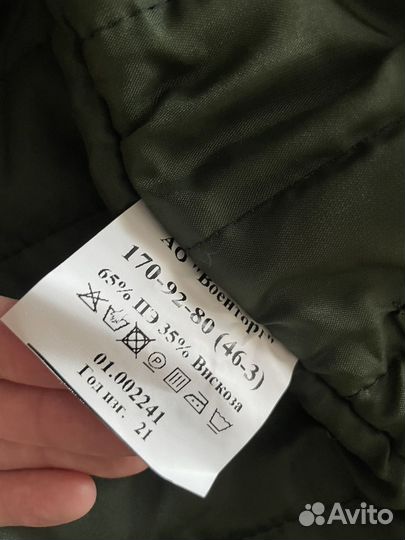 АО "Военторг"
170-92-80 (46-3)
65% ПЭ 35% Вискоза
01.002241
Год изг. 21
Avito